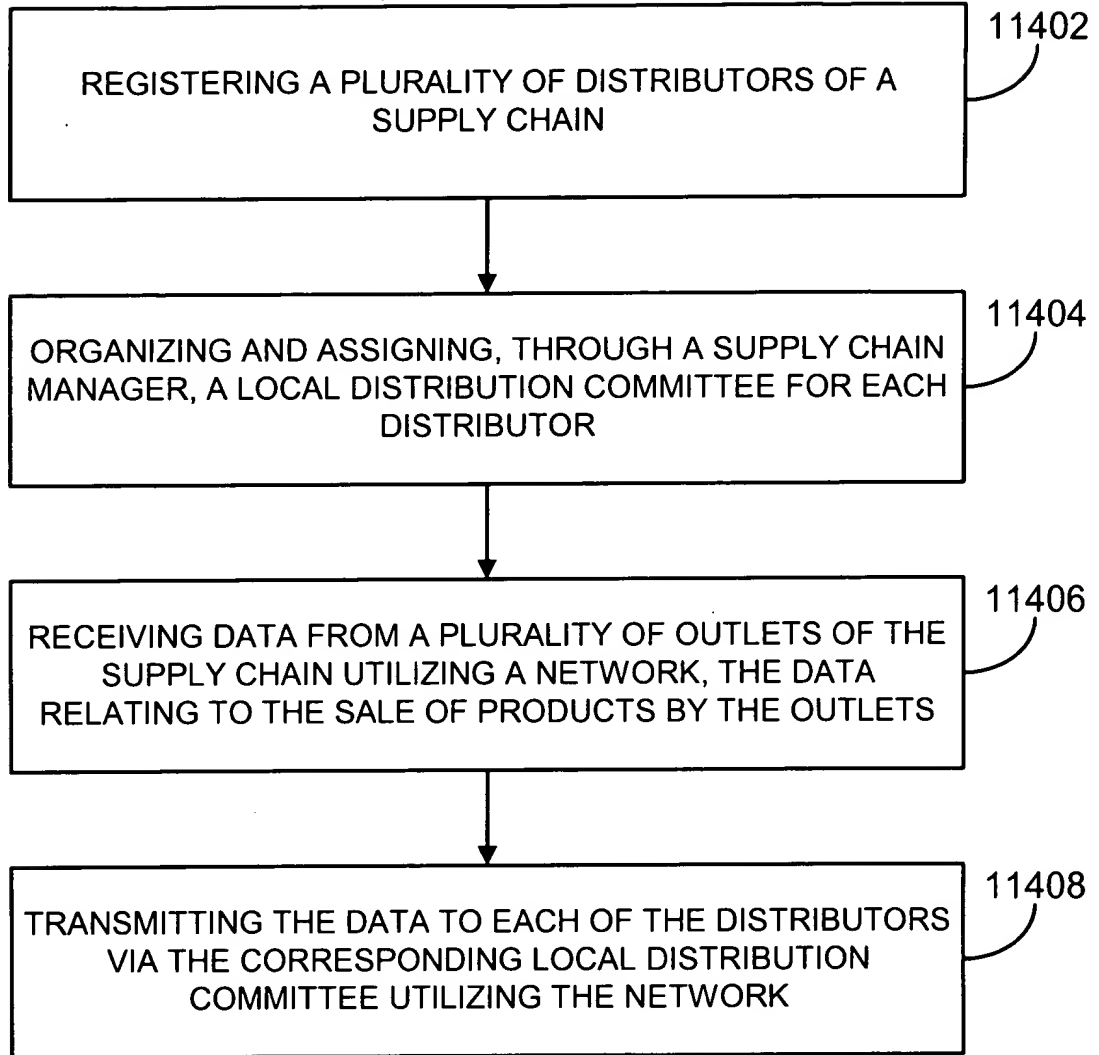 11402
REGISTERING A PLURALITY OF DISTRIBUTORS OF A
SUPPLY CHAIN
11404
ORGANIZING AND ASSIGNING, THROUGH A SUPPLY CHAIN
MANAGER, A LOCAL DISTRIBUTION COMMITTEE FOR EACH
DISTRIBUTOR
11406
RECEIVING DATA FROM A PLURALITY OF OUTLETS OF THE
SUPPLY CHAIN UTILIZING A NETWORK, THE DATA
RELATING TO THE SALE OF PRODUCTS BY THE OUTLETS
11408
TRANSMITTING THE DATA TO EACH OF THE DISTRIBUTORS
VIA THE CORRESPONDING LOCAL DISTRIBUTION
COMMITTEE UTILIZING THE NETWORK